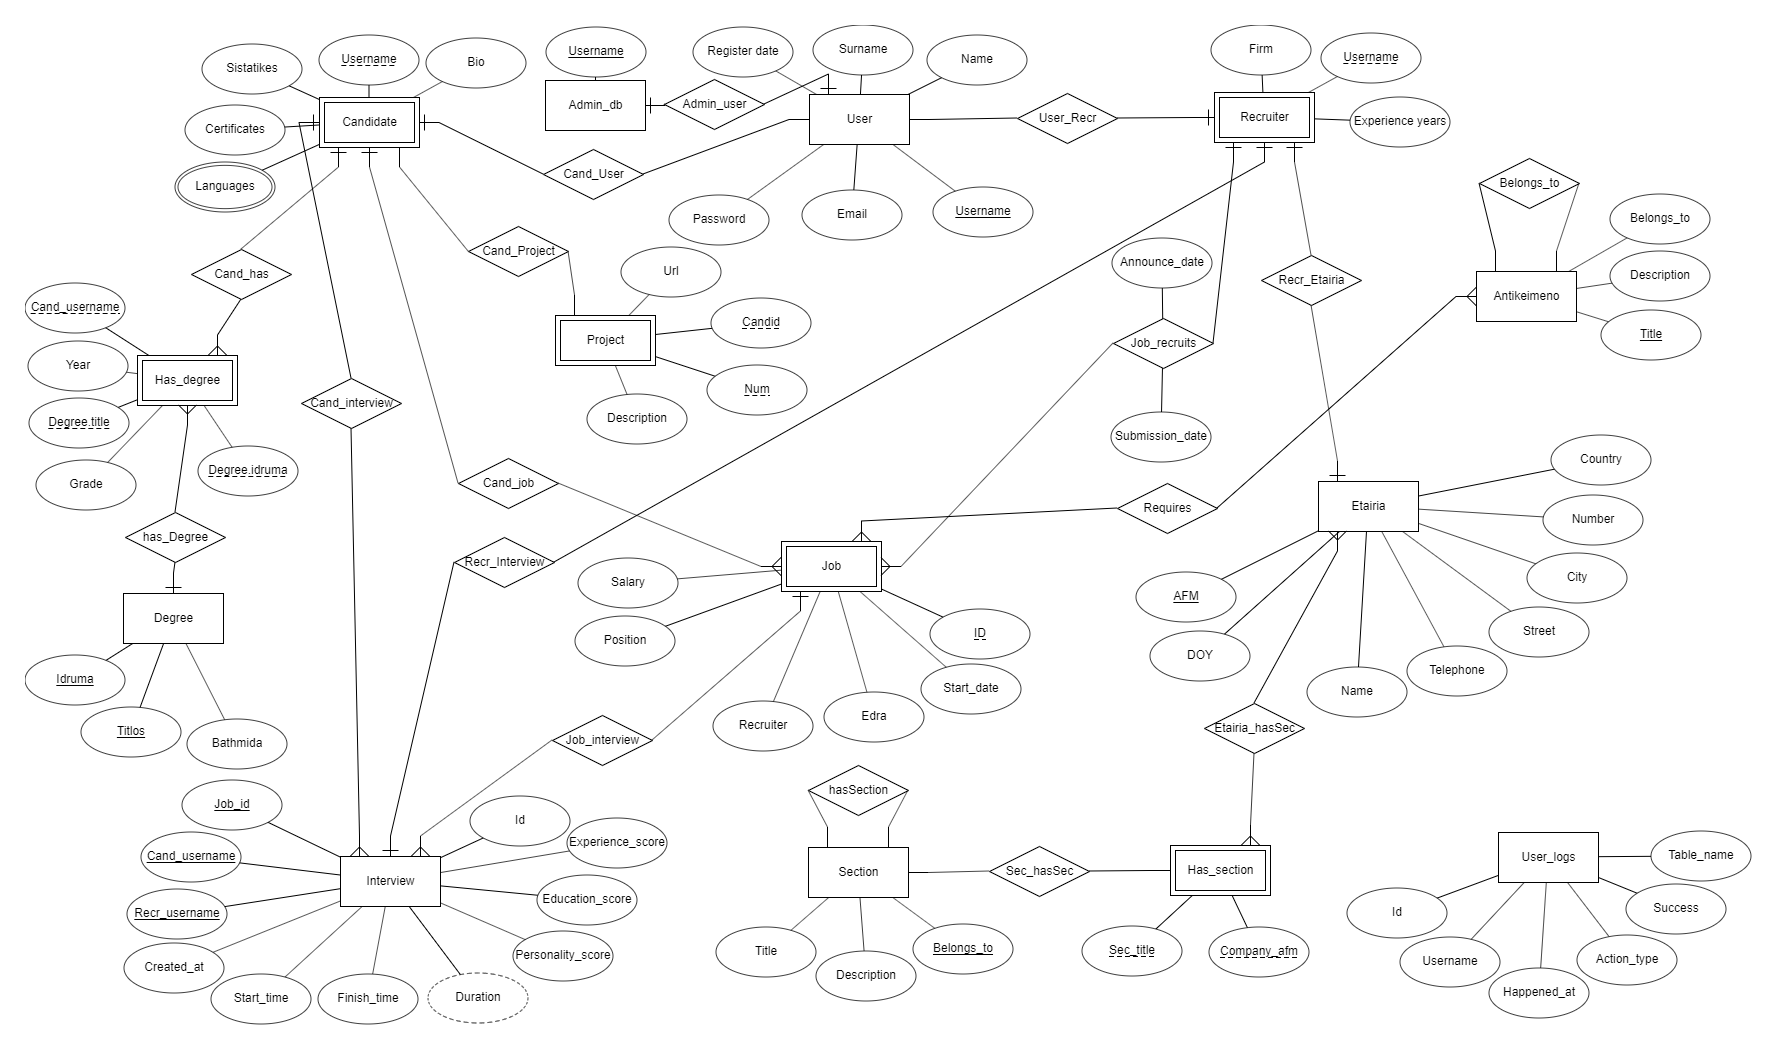 Sistatikes
Username
Bio
Certificates
Candidate
Languages
Username
Admin_db
Admin_user
Register date
Surname
Name
User
Cand_User
Password
Email
Username
User_Recr
Firm
Username
Recruiter
Experience years
Belongs_to
Belongs_to
Description
Antikeimeno
Title
Cand_has
Cand_Project
Url
Candid
Project
Num
Description
Announce_date
Job_recruits
Submission_date
Recr_Etairia
Cand_username
Year
Has_degree
Degree.title
Grade
Degree.idruma
Cand_interview
has_Degree
Degree
Idruma
Titlos
Bathmida
Cand_job
Recr_Interview
Requires
Salary
Job
Position
ID
Start_date
Recruiter
Edra
Job_interview
Country
Etairia
Number
City
AFM
Street
DOY
Telephone
Name
Etairia_hasSec
Job_id
Cand_username
Id
Experience_score
Interview
Recr_username
Education_score
Created_at
Personality_score
Start_time
Finish_time
Duration
hasSection
Section
Sec_hasSec
Has_section
Title
Description
Belongs_to
Sec_title
Company_afm
User_logs
Table_name
Id
Success
Username
Action_type
Happened_at